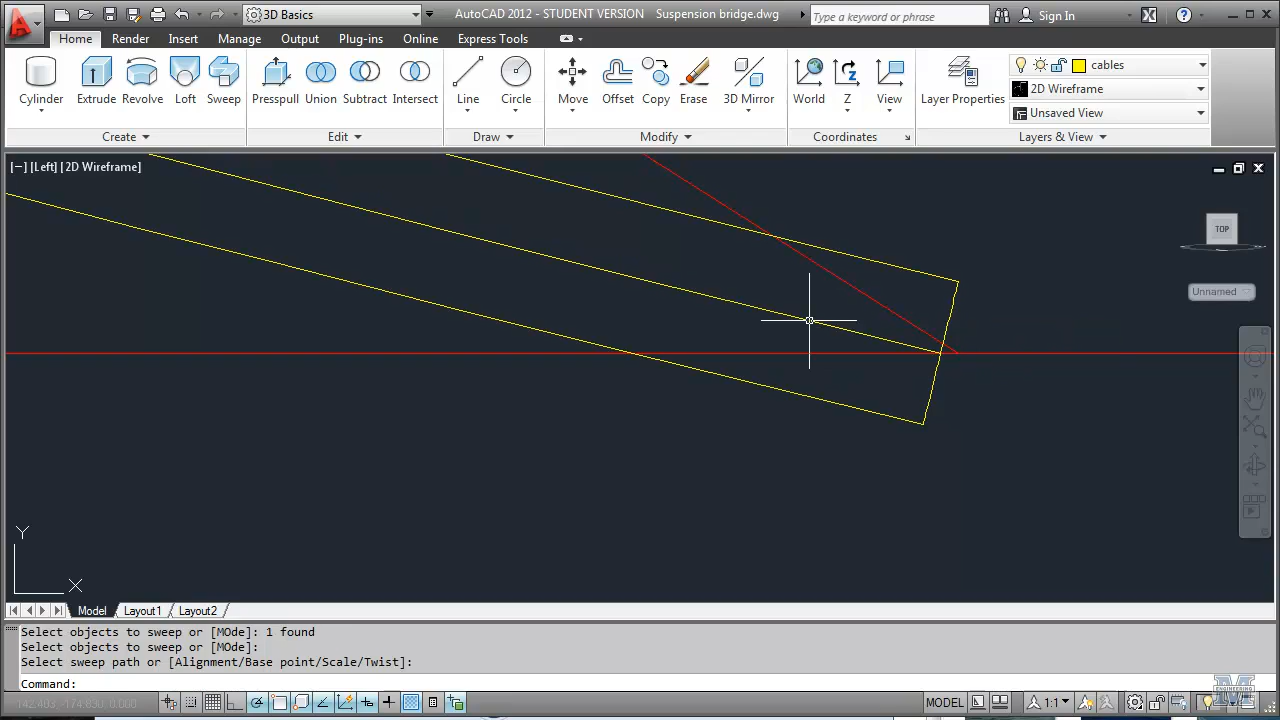 3D Basics
AutoCAD 2012 - STUDENT VERSION Suspension bridge.dwg
Type a keyword or phrase
Sign In
Home Render Insert Manage Output Plug-ins Online Express Tools
Cylinder Extrude Revolve Loft Sweep
Presspull Union Subtract Intersect
Line Circle
Move Offset Copy Erase 3D Mirror
World Z View
Layer Properties
cables
2D Wireframe
Unsaved View
Create Edit Draw Modify Coordinates Layers & View
[−] [Left] [2D Wireframe]
TOP
Unnamed
Y
X
Model Layout1 Layout2
Select objects to sweep or [MOde]: 1 found
Select objects to sweep or [MOde]:
Select sweep path or [Alignment/Base point/Scale/Twist]:
Command:
MODEL 1:1